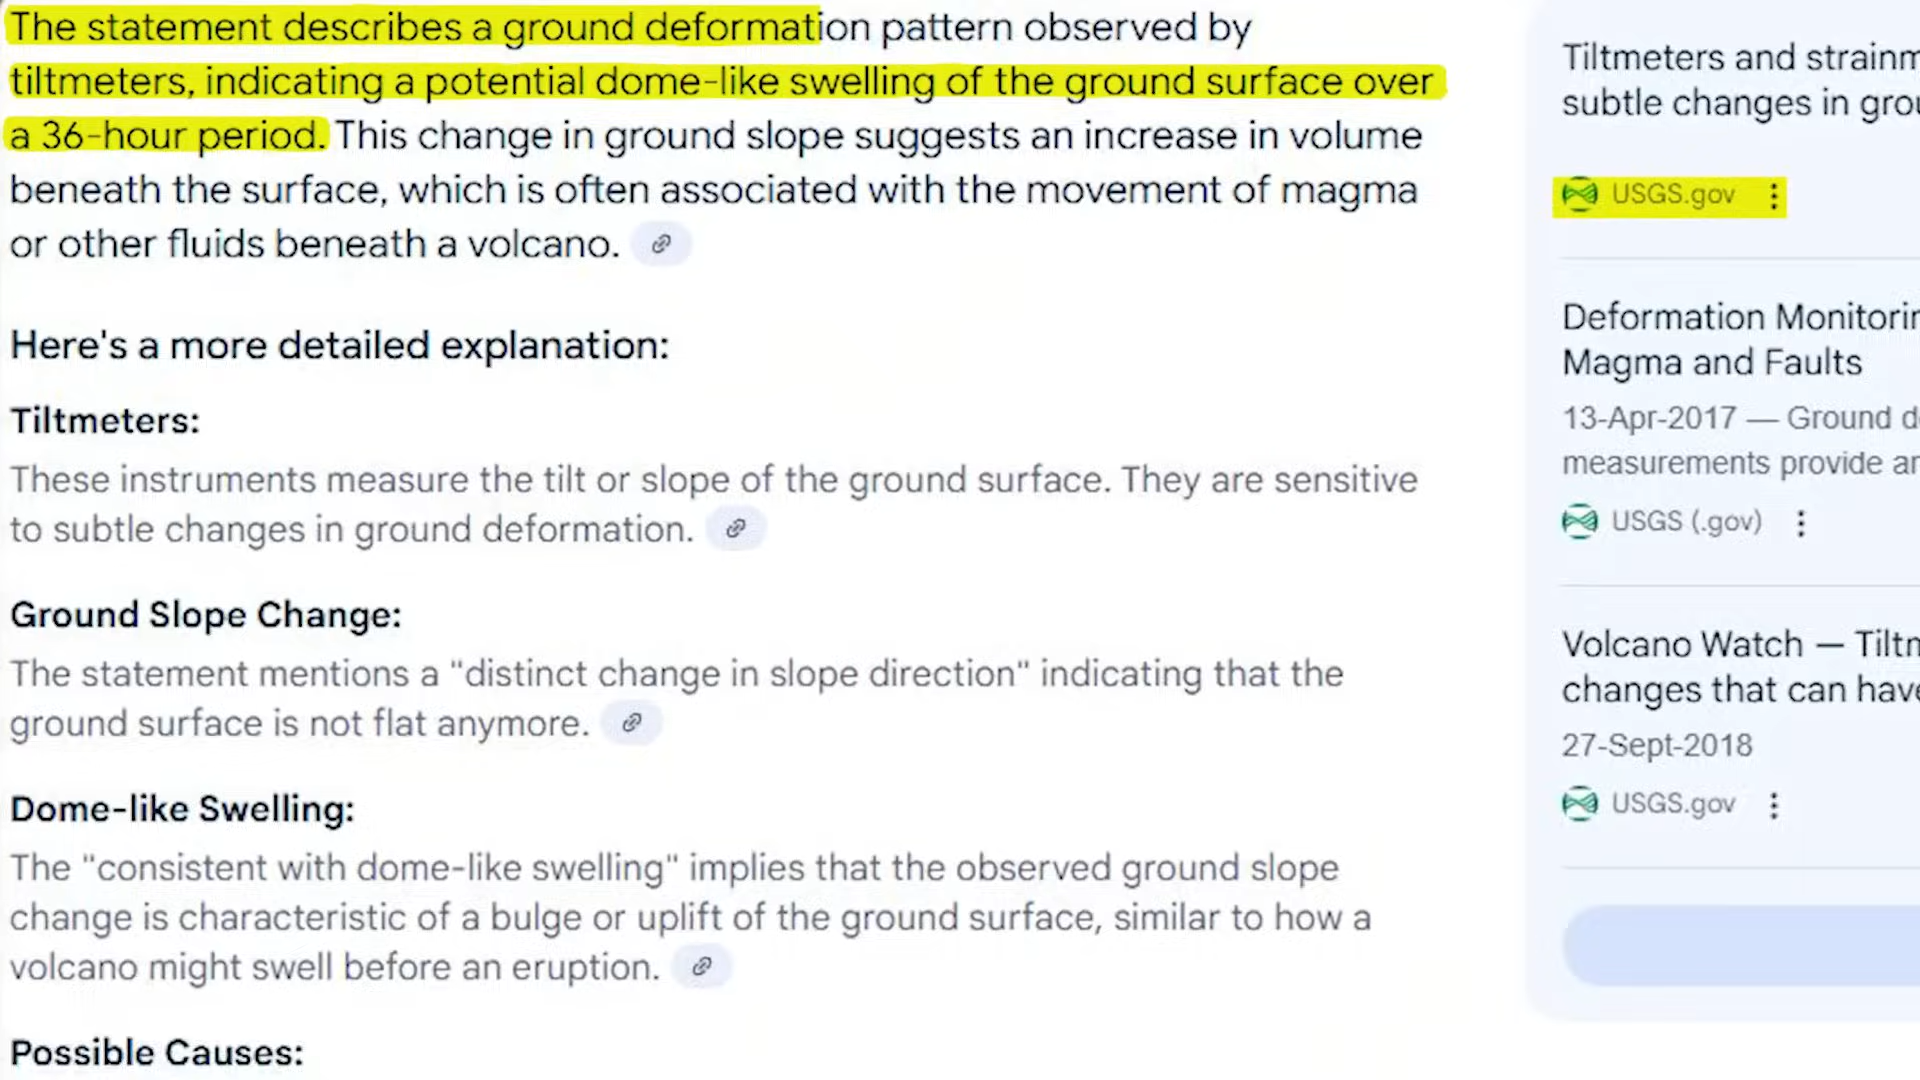 The statement describes a ground deformation pattern observed by
tiltmeters, indicating a potential dome-like swelling of the ground surface over
a 36-hour period. This change in ground slope suggests an increase in volume
beneath the surface, which is often associated with the movement of magma
or other fluids beneath a volcano.
Here's a more detailed explanation:
Tiltmeters:
These instruments measure the tilt or slope of the ground surface. They are sensitive
to subtle changes in ground deformation.
Ground Slope Change:
The statement mentions a "distinct change in slope direction" indicating that the
ground surface is not flat anymore.
Dome-like Swelling:
The "consistent with dome-like swelling" implies that the observed ground slope
change is characteristic of a bulge or uplift of the ground surface, similar to how a
volcano might swell before an eruption.
Possible Causes:
Tiltmeters and
subtle changes in
USGS.gov
Deformation
Magma and Faults
13-Apr-2017 — Ground
measurements provide
USGS (.gov)
Volcano Watch —
changes that can
27-Sept-2018
USGS.gov